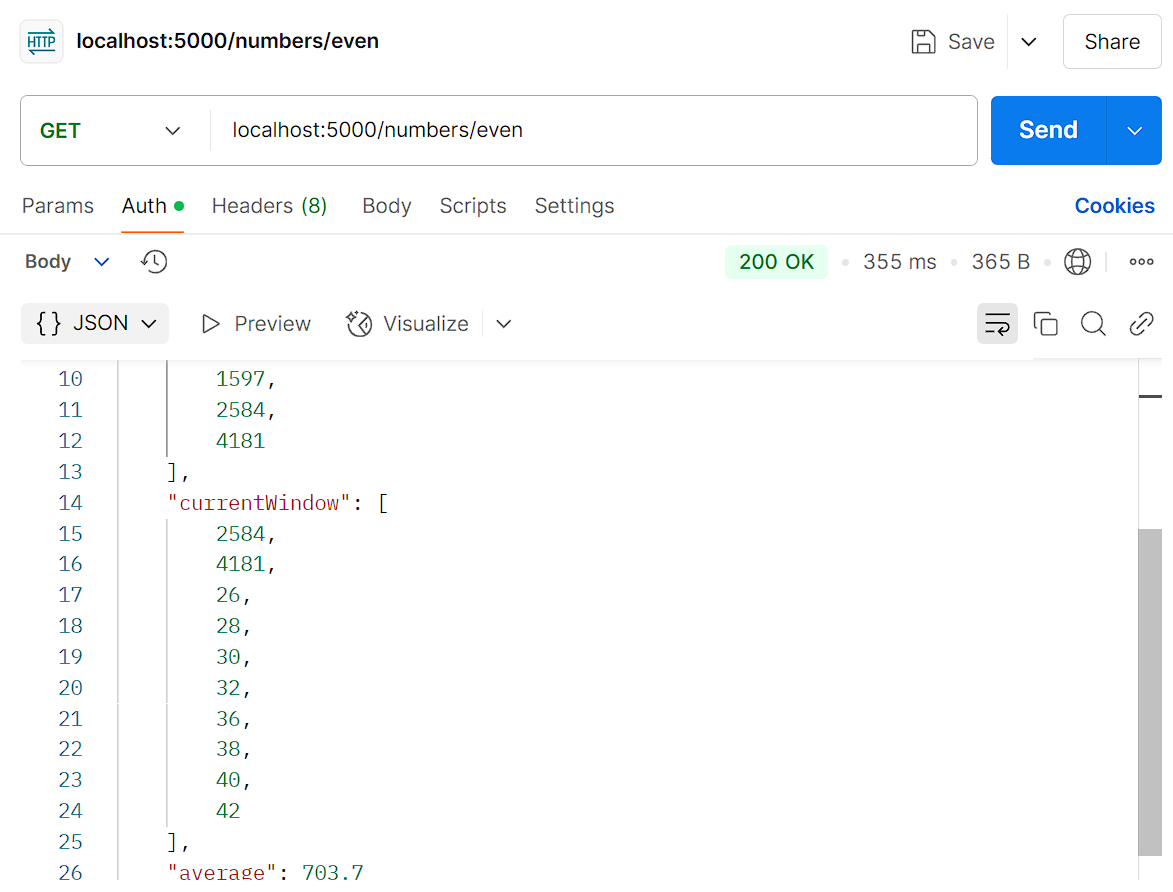 HTTP localhost:5000/numbers/even Save Share
GET localhost:5000/numbers/even Send
Params Auth Headers (8) Body Scripts Settings Cookies
Body 200 OK 355 ms 365 B
{} JSON Preview Visualize
10 1597,
11 2584,
12 4181
13 ],
14 "currentWindow": [
15 2584,
16 4181,
17 26,
18 28,
19 30,
20 32,
21 36,
22 38,
23 40,
24 42
25 ],
26 "average": 703.7